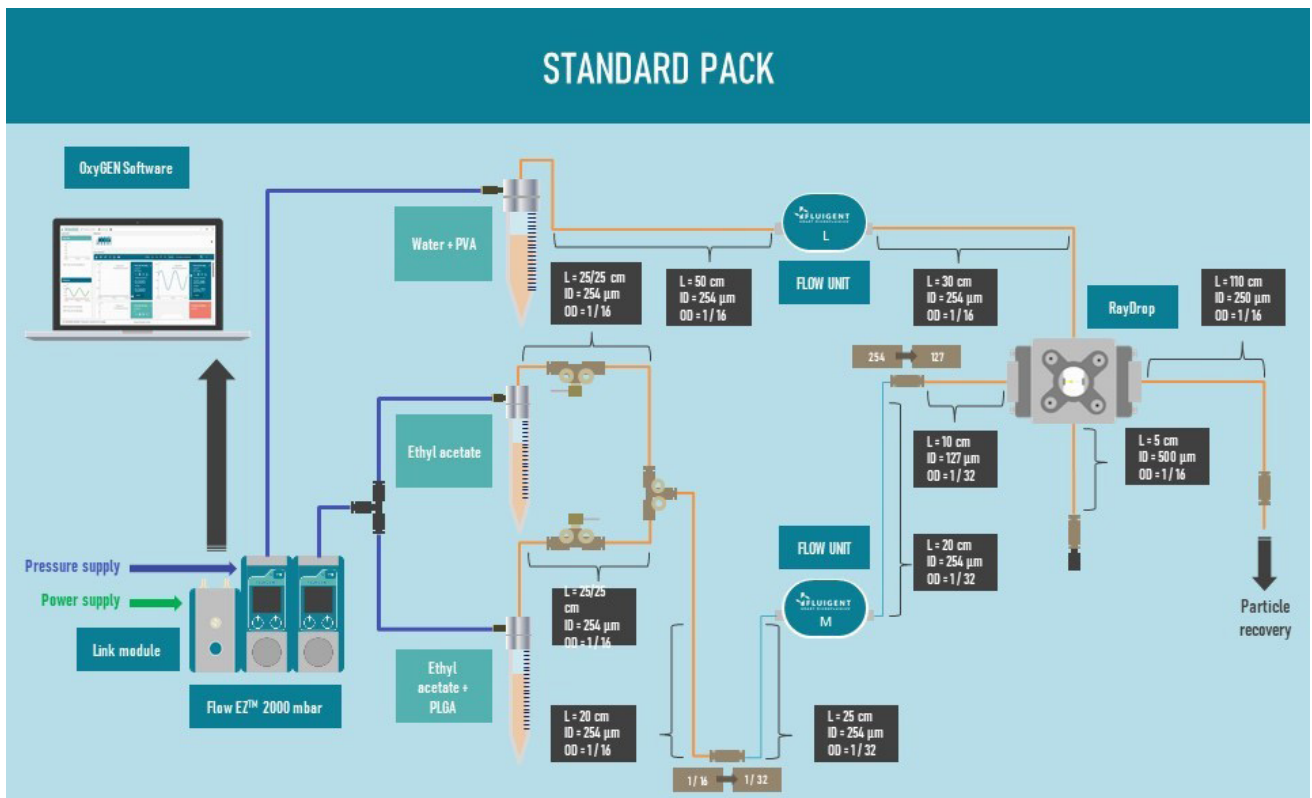 STANDARD PACK
OxyGEN Software
Water + PVA
L = 25/25 cm
ID = 254 µm
OD = 1/16
L = 50 cm
ID = 254 µm
OD = 1/16
FLUIGENT
L
FLOW UNIT
L = 30 cm
ID = 254 µm
OD = 1/16
RayDrop
L = 110 cm
ID = 250 µm
OD = 1/16
254
127
Ethyl acetate
L = 10 cm
ID = 127 µm
OD = 1/32
L = 5 cm
ID = 500 µm
OD = 1/16
FLOW UNIT
L = 20 cm
ID = 254 µm
OD = 1/32
Pressure supply
Power supply
Link module
Flow EZ™ 2000 mbar
L = 25/25
cm
ID = 254 µm
OD = 1/16
FLUIGENT
M
Particle
recovery
Ethyl
acetate +
PLGA
L = 20 cm
ID = 254 µm
OD = 1/16
L = 25 cm
ID = 254 µm
OD = 1/32
1/16
1/32